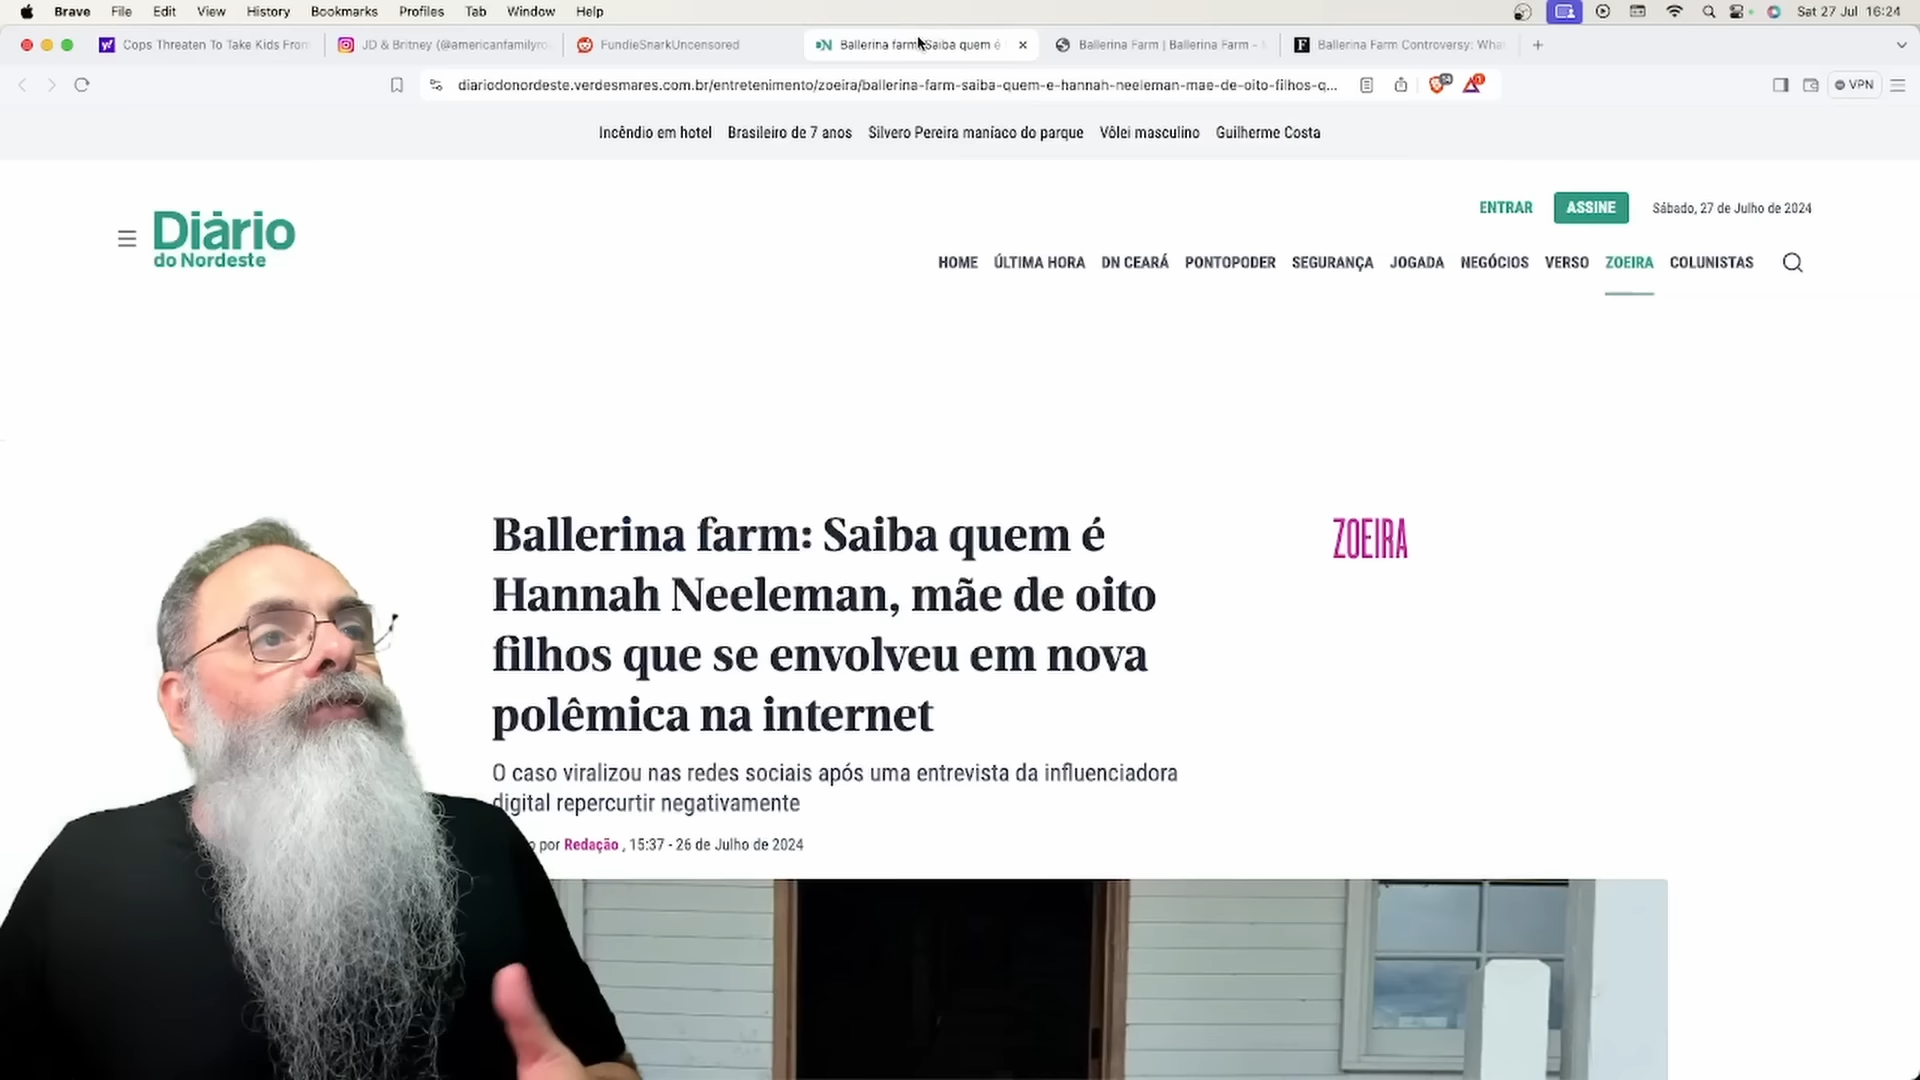 Brave File Edit View History Bookmarks Profiles Tab Window Help Sat 27 Jul 16:24
Cops Threaten To Take Kids From JD & Britney (@americanfamilyro FundieSnarkUncensored Ballerina farm: Saiba quem é Ballerina Farm | Ballerina Farm - Ballerina Farm Controversy: What
diariodonordeste.verdesmares.com.br/entretenimento/zoeira/ballerina-farm-saiba-quem-e-hannah-neeleman-mae-de-oito-filhos-q... VPN
Incêndio em hotel Brasileiro de 7 anos Silvero Pereira maníaco do parque Vôlei masculino Guilherme Costa
Diário
do Nordeste
ENTRAR ASSINE Sábado, 27 de Julho de 2024
HOME ÚLTIMA HORA DN CEARÁ PONTOPODER SEGURANÇA JOGADA NEGÓCIOS VERSO ZOEIRA COLUNISTAS
Ballerina farm: Saiba quem é
Hannah Neeleman, mãe de oito
filhos que se envolveu em nova
polêmica na internet
ZOEIRA
O caso viralizou nas redes sociais após uma entrevista da influenciadora
digital repercurtir negativamente
por Redação , 15:37 - 26 de Julho de 2024